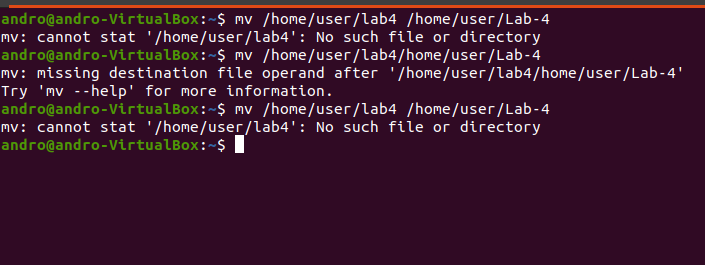 andro@andro-VirtualBox:~$ mv /home/user/lab4 /home/user/Lab-4
mv: cannot stat '/home/user/lab4': No such file or directory
andro@andro-VirtualBox:~$ mv /home/user/lab4/home/user/Lab-4
mv: missing destination file operand after '/home/user/lab4/home/user/Lab-4'
Try 'mv --help' for more information.
andro@andro-VirtualBox:~$ mv /home/user/lab4 /home/user/Lab-4
mv: cannot stat '/home/user/lab4': No such file or directory
andro@andro-VirtualBox:~$